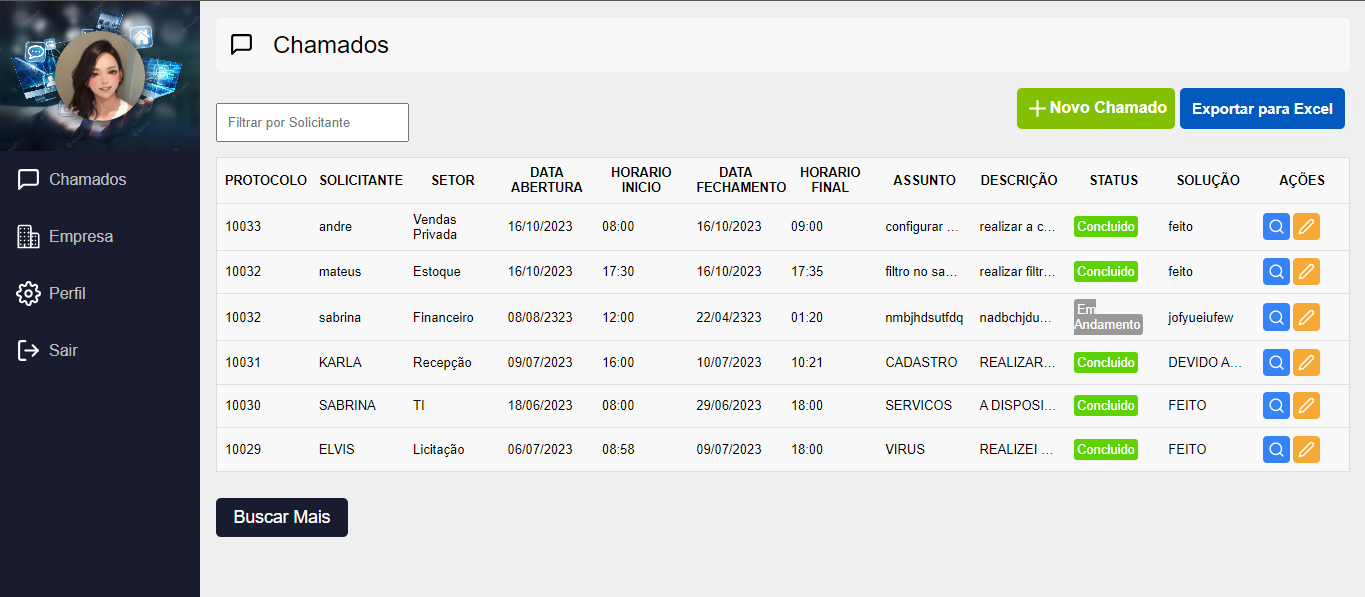 Chamados
Empresa
Perfil
Sair
Chamados
Filtrar por Solicitante
Novo Chamado
Exportar para Excel
PROTOCOLO SOLICITANTE SETOR DATA ABERTURA HORARIO INICIO DATA FECHAMENTO HORARIO FINAL ASSUNTO DESCRIÇÃO STATUS SOLUÇÃO AÇÕES
10033 andre Vendas Privada 16/10/2023 08:00 16/10/2023 09:00 configurar ... realizar a c... Concluido feito
10032 mateus Estoque 16/10/2023 17:30 16/10/2023 17:35 filtro no sa... realizar filtr... Concluido feito
10032 sabrina Financeiro 08/08/2323 12:00 22/04/2323 01:20 nmbjhdsutfdq nadbchjdu... Em Andamento jofyueiufew
10031 KARLA Recepção 09/07/2023 16:00 10/07/2023 10:21 CADASTRO REALIZAR... Concluido DEVIDO A...
10030 SABRINA TI 18/06/2023 08:00 29/06/2023 18:00 SERVICOS A DISPOSI... Concluido FEITO
10029 ELVIS Licitação 06/07/2023 08:58 09/07/2023 18:00 VIRUS REALIZEI ... Concluido FEITO
Buscar Mais